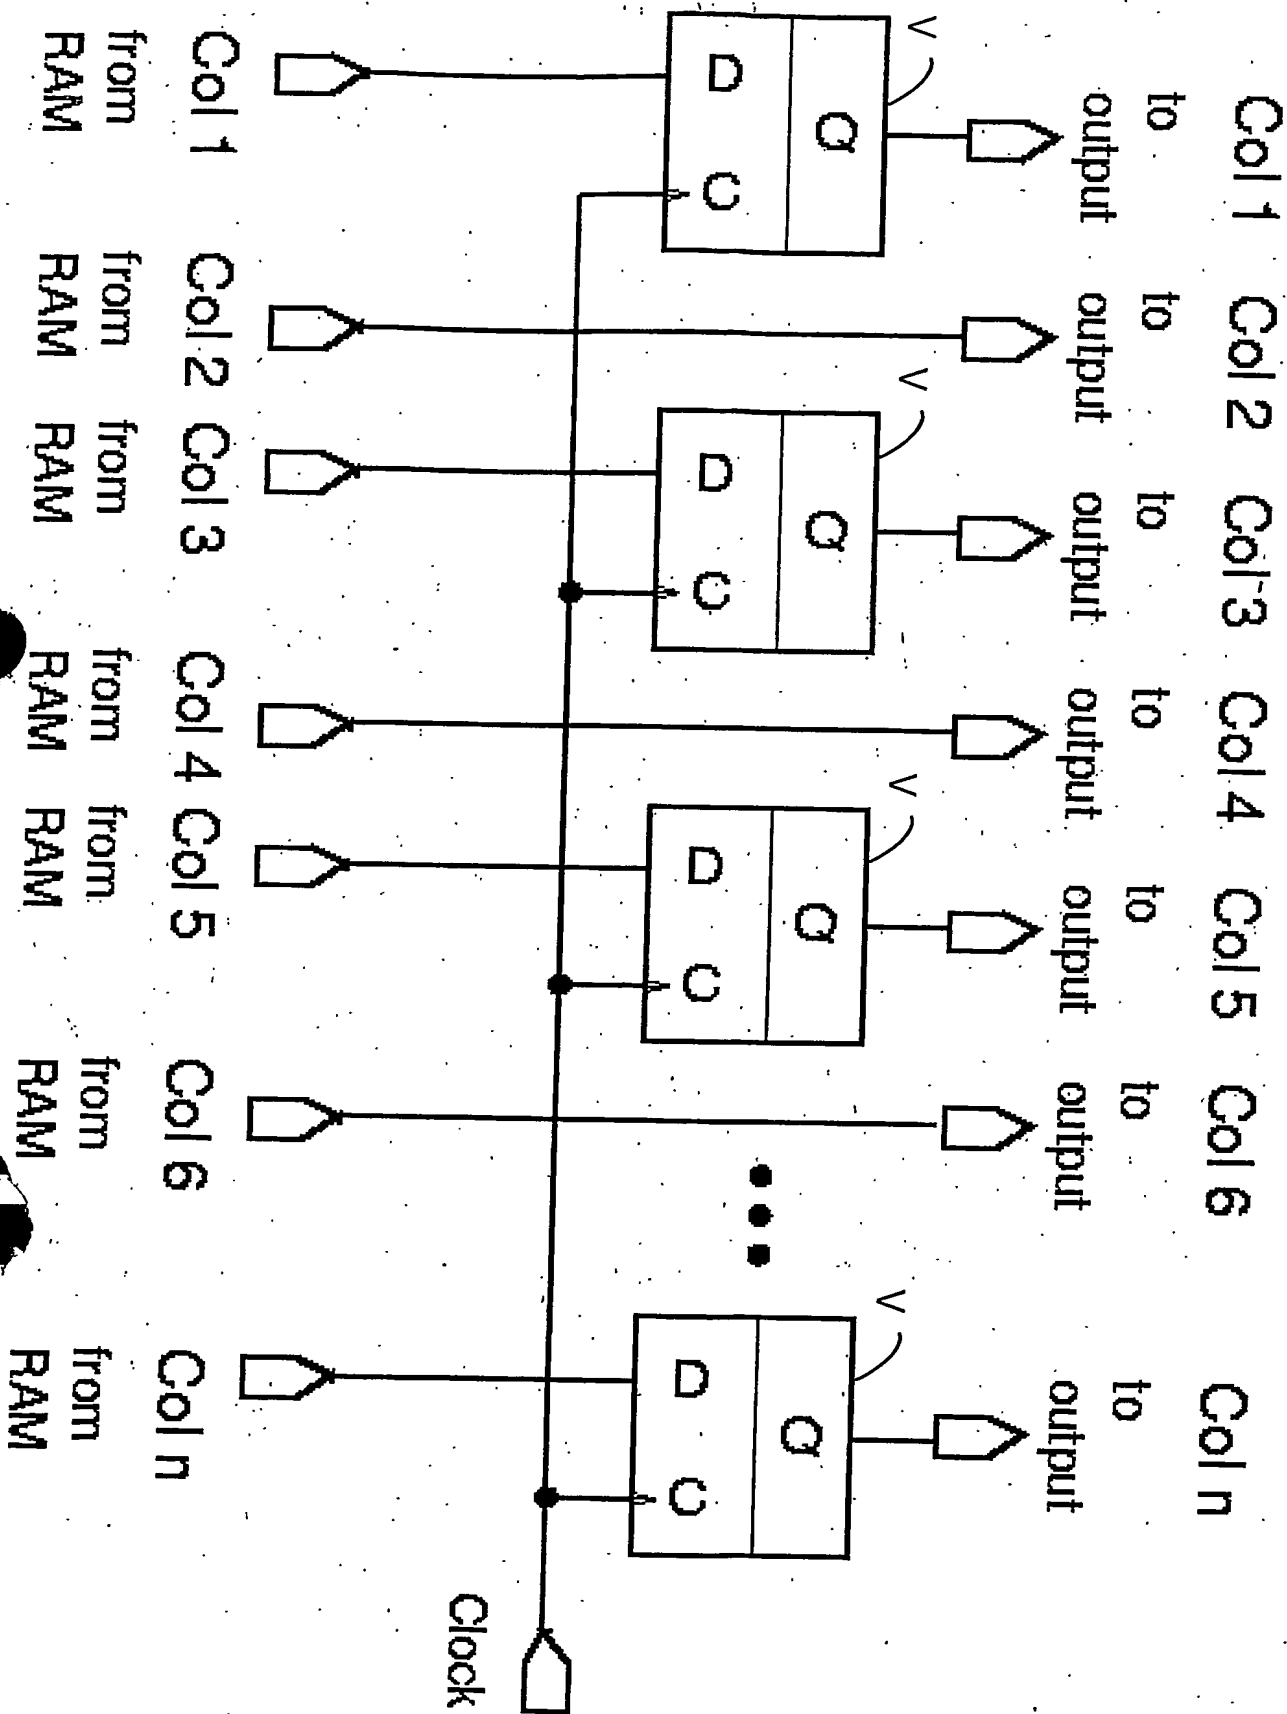 Col 1 Col 2 Col 3 Col 4 Col 5 Col 6 Col n
to to to to to to to
output output output output output output output
V V V V
Q Q Q Q
D C D C D C D C
Clock
Col 1 Col 2 Col 3 Col 4 Col 5 Col 6 Col n
from from from from from from from
RAM RAM RAM RAM RAM RAM RAM